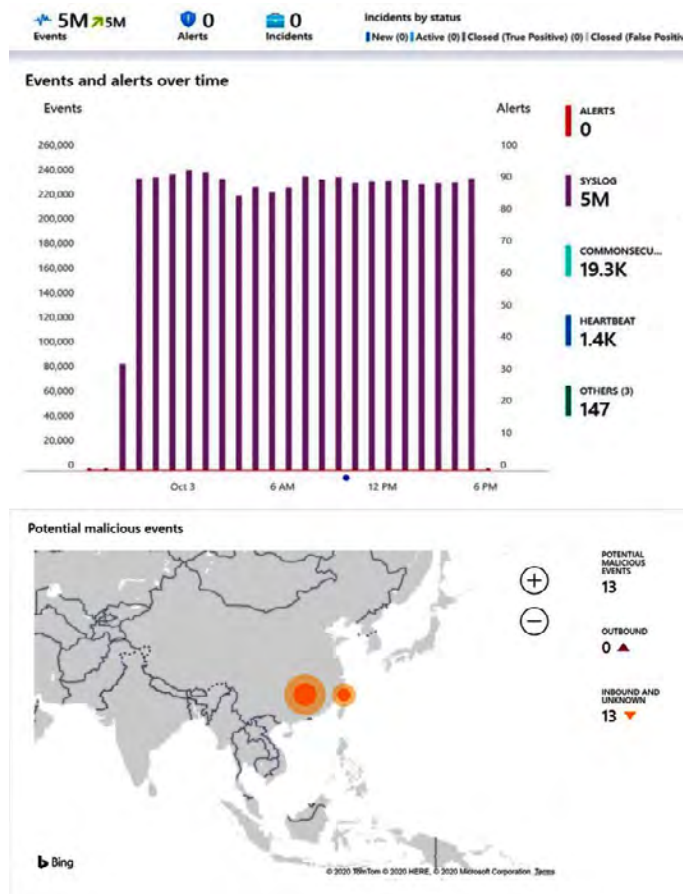 5M 5M
Events
0
Alerts
0
Incidents
Incidents by status
New (0) Active (0) Closed (True Positive) (0) Closed (False Positiv
Events and alerts over time
Events
Alerts
260,000
240,000
220,000
200,000
180,000
160,000
140,000
120,000
100,000
80,000
60,000
40,000
20,000
0
100
90
80
70
60
50
40
30
20
10
0
Oct 3
6 AM
12 PM
6 PM
ALERTS
0
SYSLOG
5M
COMMONSECU...
19.3K
HEARTBEAT
1.4K
OTHERS (3)
147
Potential malicious events
POTENTIAL
MALICIOUS
EVENTS
13
OUTBOUND
0
INBOUND AND
UNKNOWN
13
Bing
© 2020 TomTom © 2020 HERE, © 2020 Microsoft Corporation, Terms